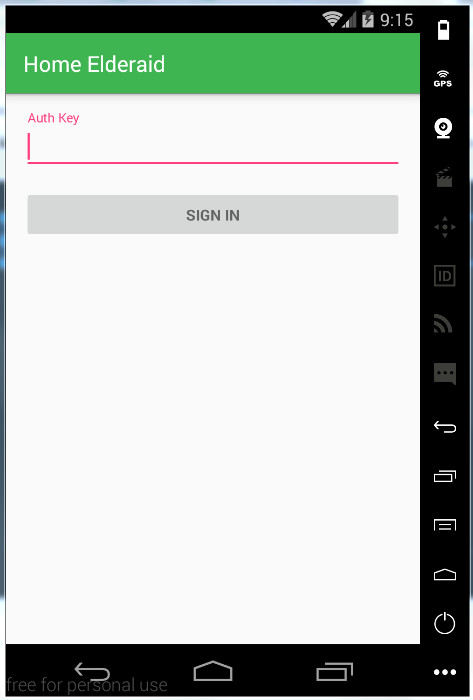 9:15
Home Elderaid
GPS
Auth Key
SIGN IN
ID
free for personal use